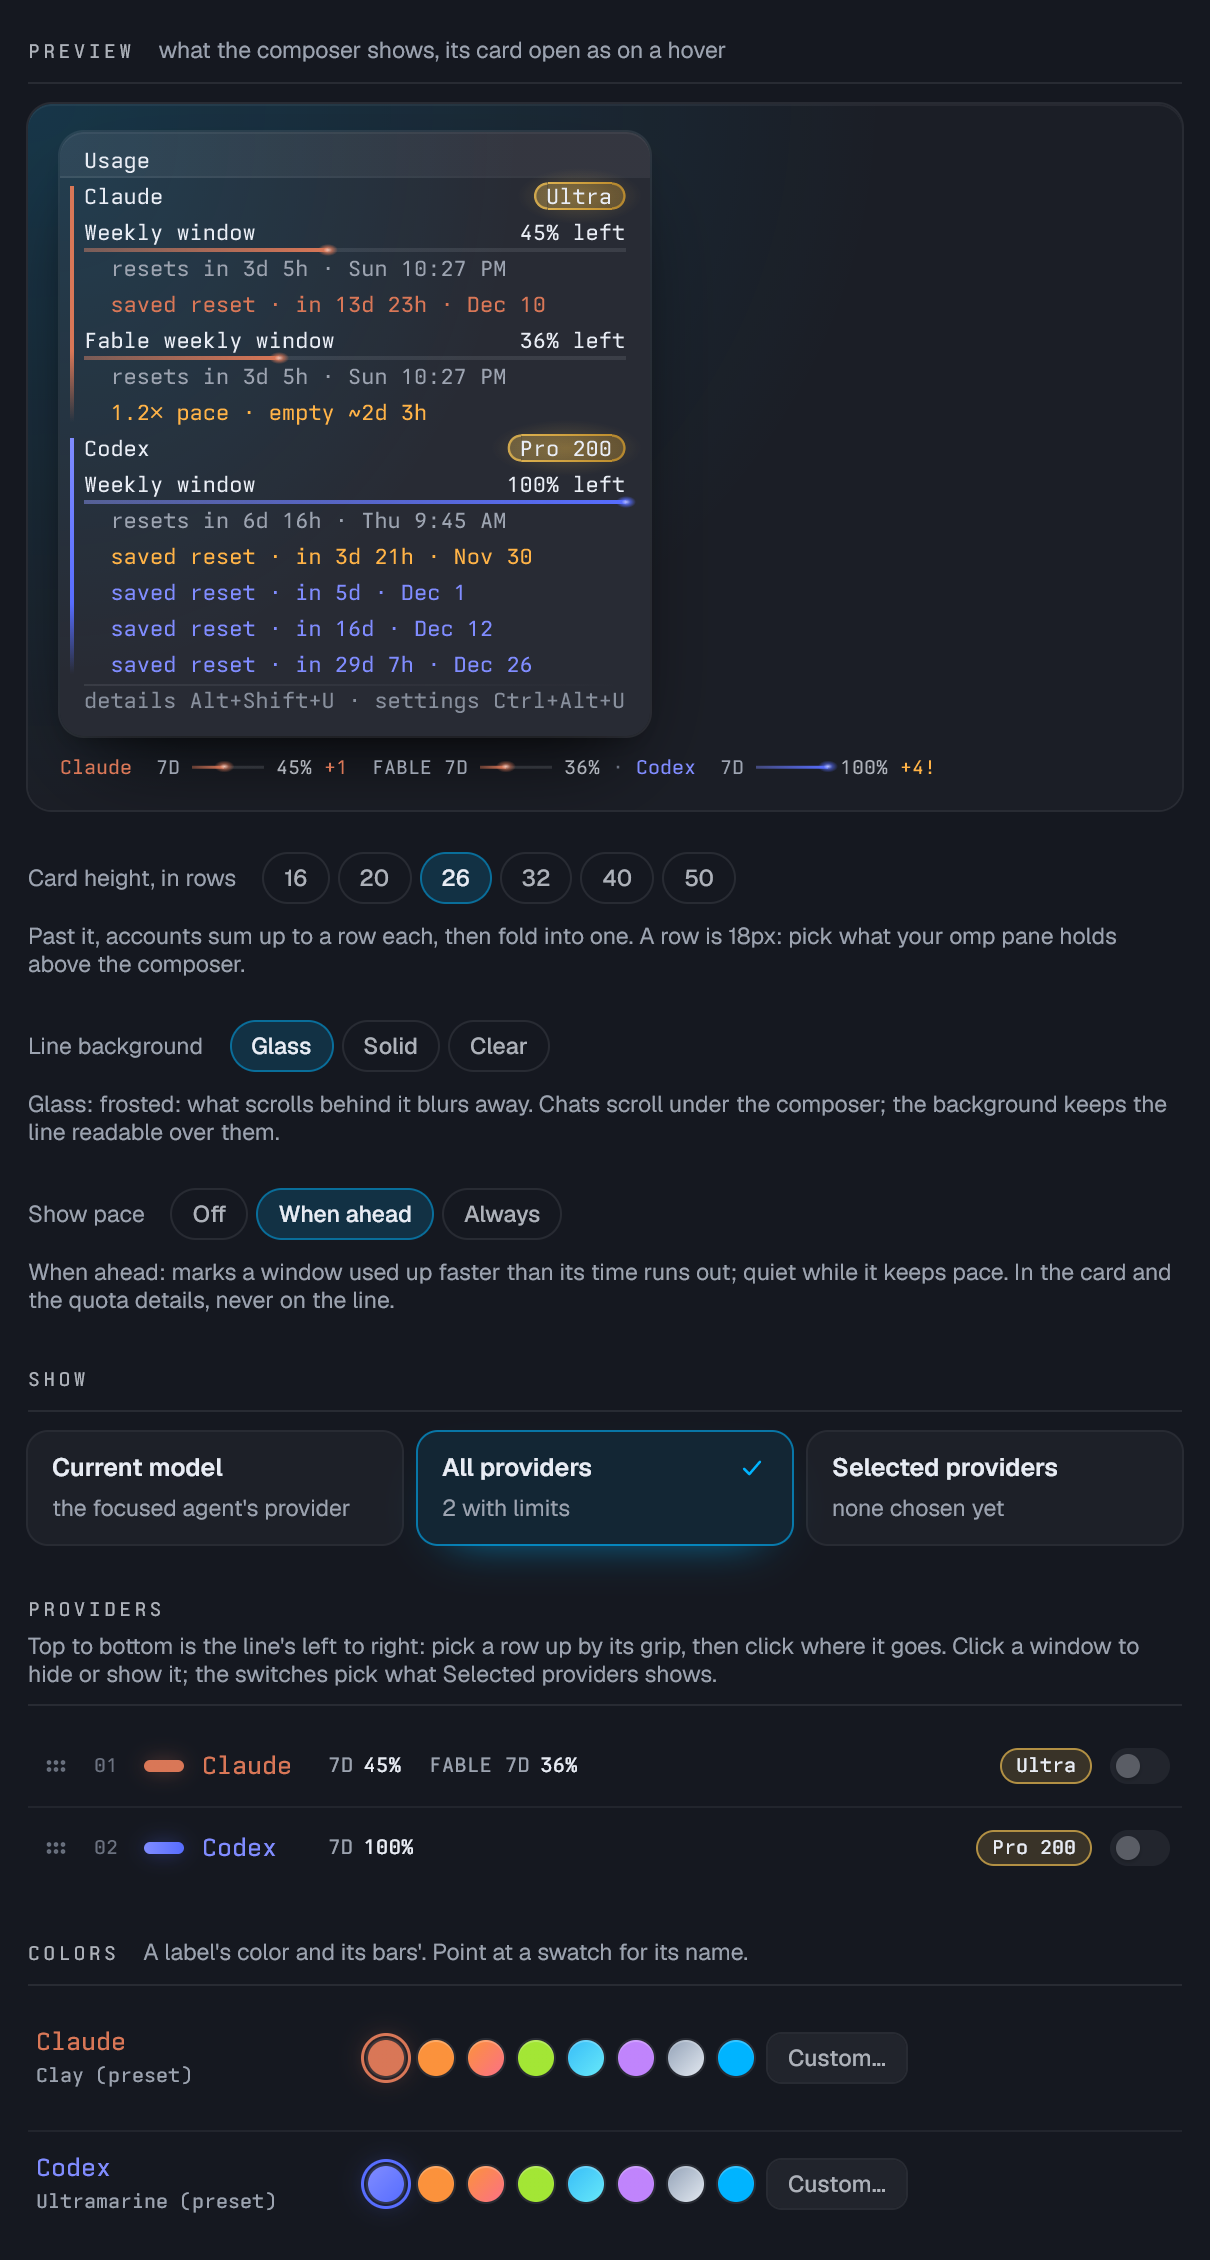 PREVIEW what the composer shows, its card open as on a hover
Usage
Claude Ultra
Weekly window 45% left
resets in 3d 5h · Sun 10:27 PM
saved reset · in 13d 23h · Dec 10
Fable weekly window 36% left
resets in 3d 5h · Sun 10:27 PM
1.2× pace · empty ~2d 3h
Codex Pro 200
Weekly window 100% left
resets in 6d 16h · Thu 9:45 AM
saved reset · in 3d 21h · Nov 30
saved reset · in 5d · Dec 1
saved reset · in 16d · Dec 12
saved reset · in 29d 7h · Dec 26
details Alt+Shift+U · settings Ctrl+Alt+U
Claude 7D 45% +1 FABLE 7D 36% · Codex 7D 100% +4!
Card height, in rows 16 20 26 32 40 50
Past it, accounts sum up to a row each, then fold into one. A row is 18px: pick what your omp pane holds
above the composer.
Line background Glass Solid Clear
Glass: frosted: what scrolls behind it blurs away. Chats scroll under the composer; the background keeps the
line readable over them.
Show pace Off When ahead Always
When ahead: marks a window used up faster than its time runs out; quiet while it keeps pace. In the card and
the quota details, never on the line.
SHOW
Current model All providers Selected providers
the focused agent's provider 2 with limits none chosen yet
PROVIDERS
Top to bottom is the line's left to right: pick a row up by its grip, then click where it goes. Click a window to
hide or show it; the switches pick what Selected providers shows.
01 Claude 7D 45% FABLE 7D 36% Ultra
02 Codex 7D 100% Pro 200
COLORS A label's color and its bars'. Point at a swatch for its name.
Claude
Clay (preset) Custom…
Codex
Ultramarine (preset) Custom…